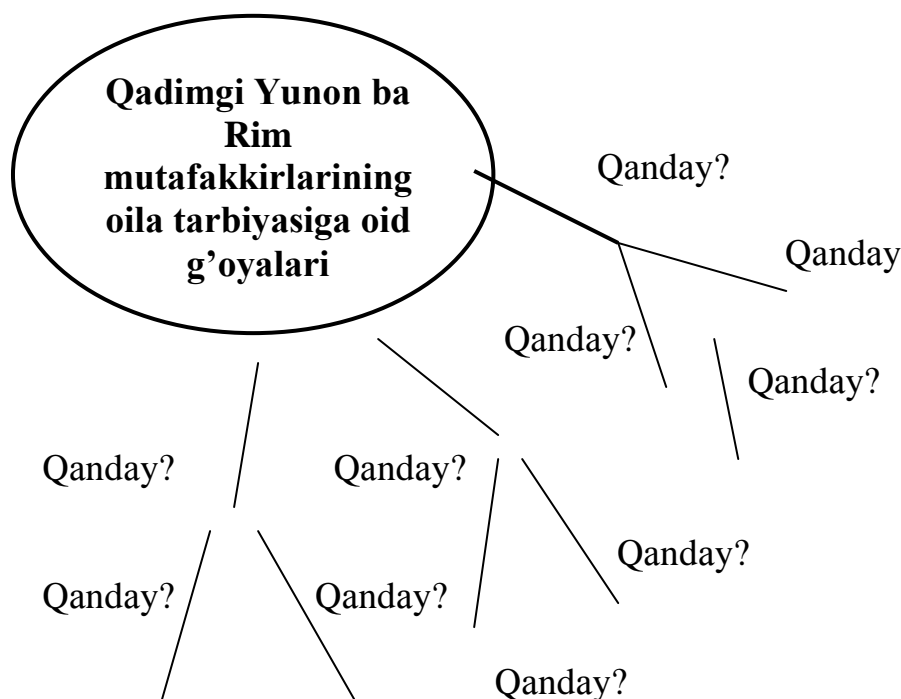 Qadimgi Yunon ba
Rim
mutafakkirlarining
oila tarbiyasiga oid
g’oyalari
Qanday?
Qanday
Qanday?
Qanday?
Qanday?
Qanday?
Qanday?
Qanday?
Qanday?
Qanday?